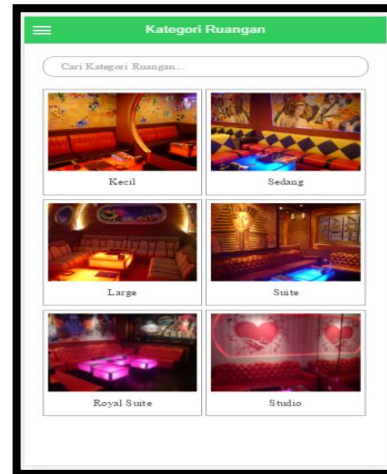 Kategori Ruangan
Cari Kategori Ruangan...
Kecil
Sedang
Large
Suite
Royal Suite
Studio